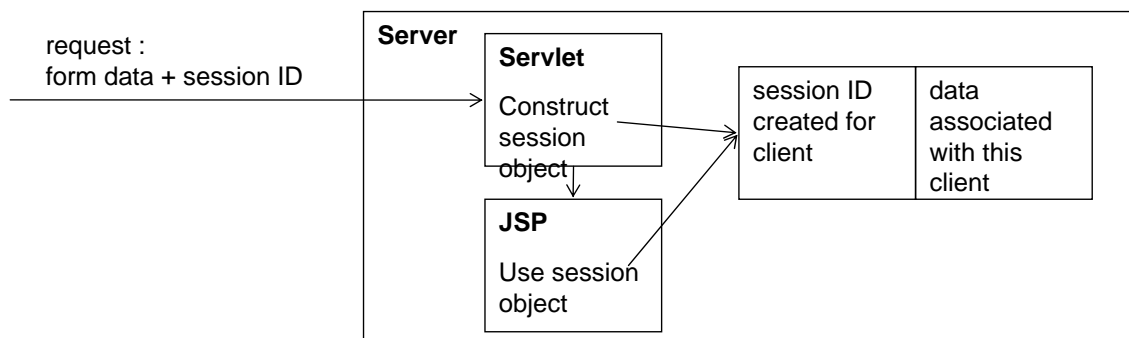 request :
form data + session ID
Server
Servlet
Construct
session
object
JSP
Use session
object
session ID
created for
client
data
associated
with this
client